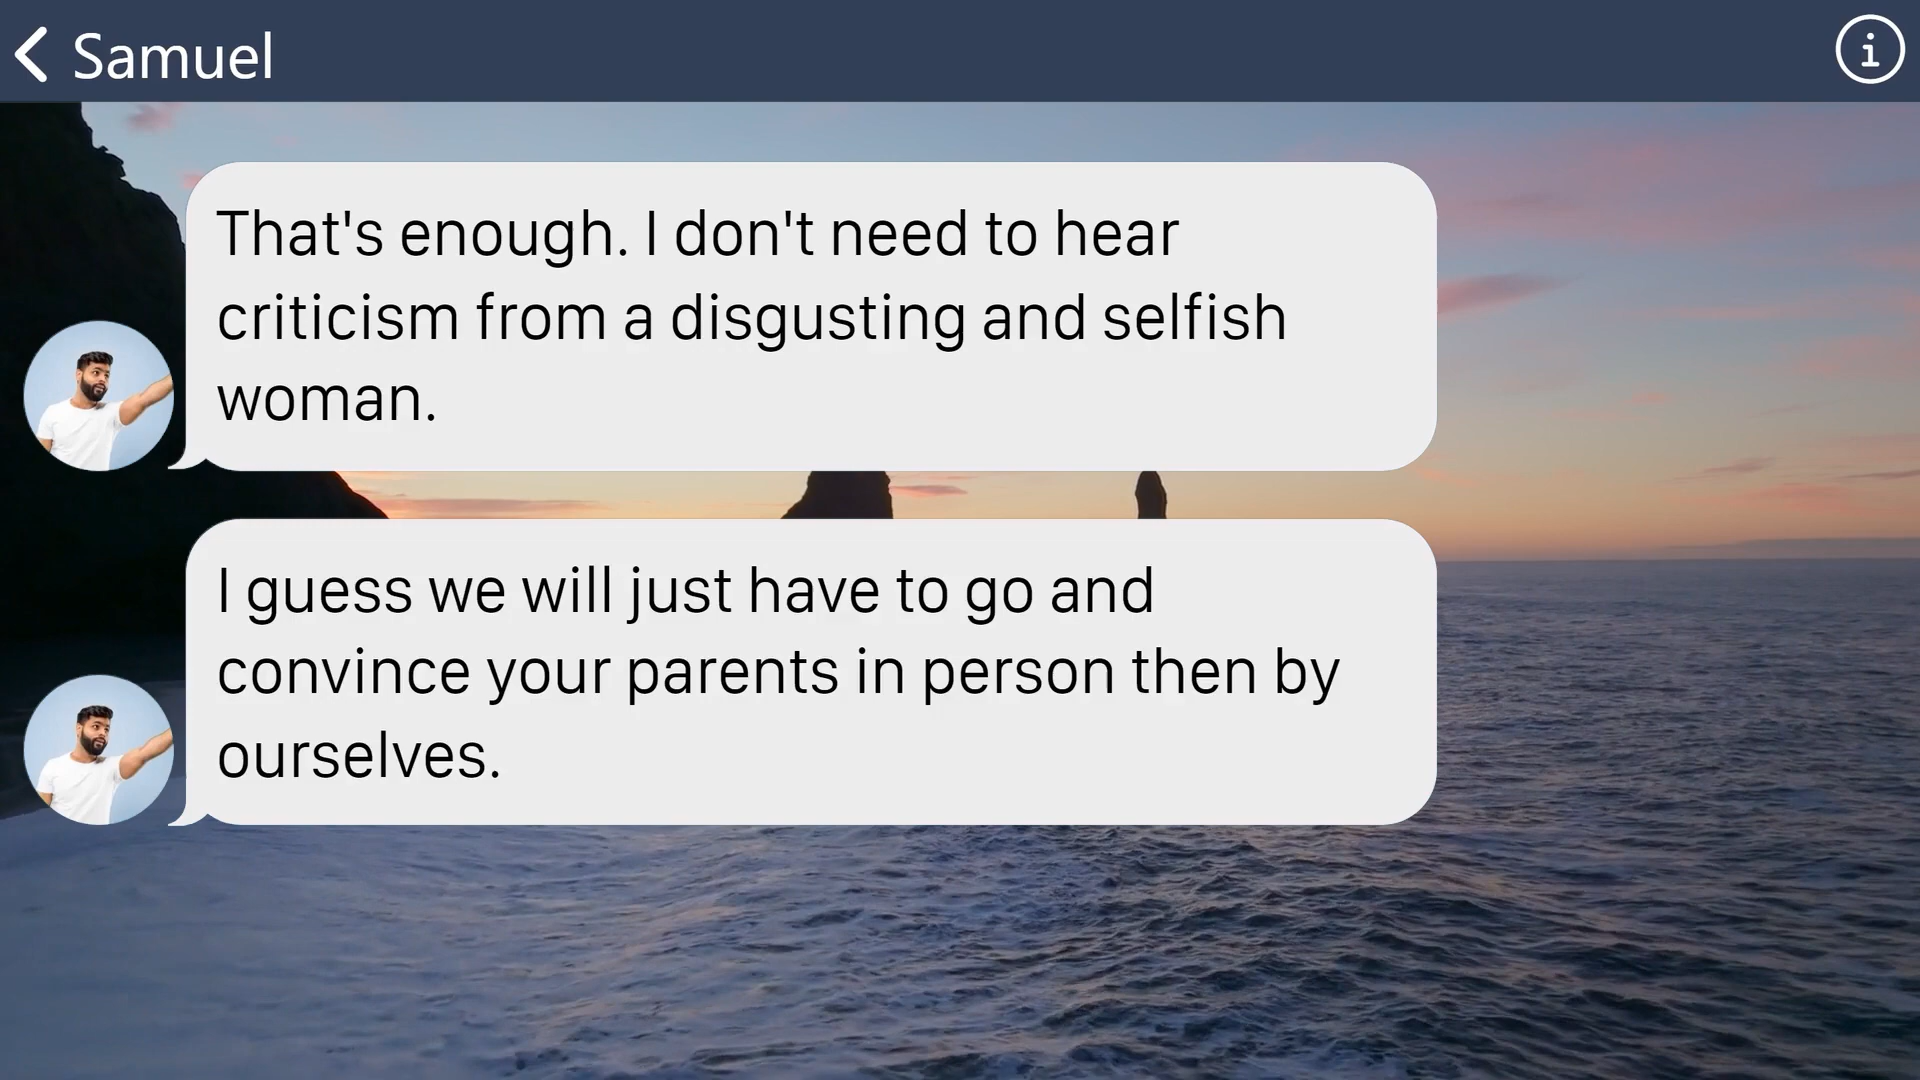 Samuel
That's enough. I don't need to hear
criticism from a disgusting and selfish
woman.
I guess we will just have to go and
convince your parents in person then by
ourselves.